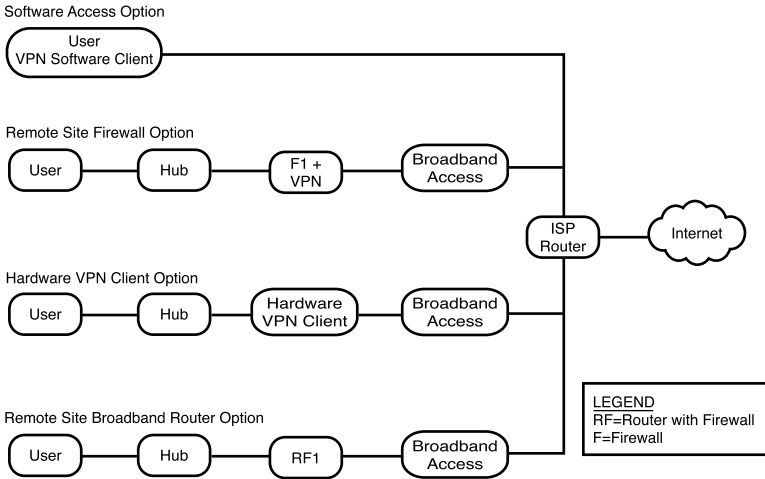 Software Access Option
User
VPN Software Client
Remote Site Firewall Option
User
Hub
F1 +
VPN
Broadband
Access
ISP
Router
Internet
Hardware VPN Client Option
User
Hub
Hardware
VPN Client
Broadband
Access
LEGEND
RF=Router with Firewall
F=Firewall
Remote Site Broadband Router Option
User
Hub
RF1
Broadband
Access